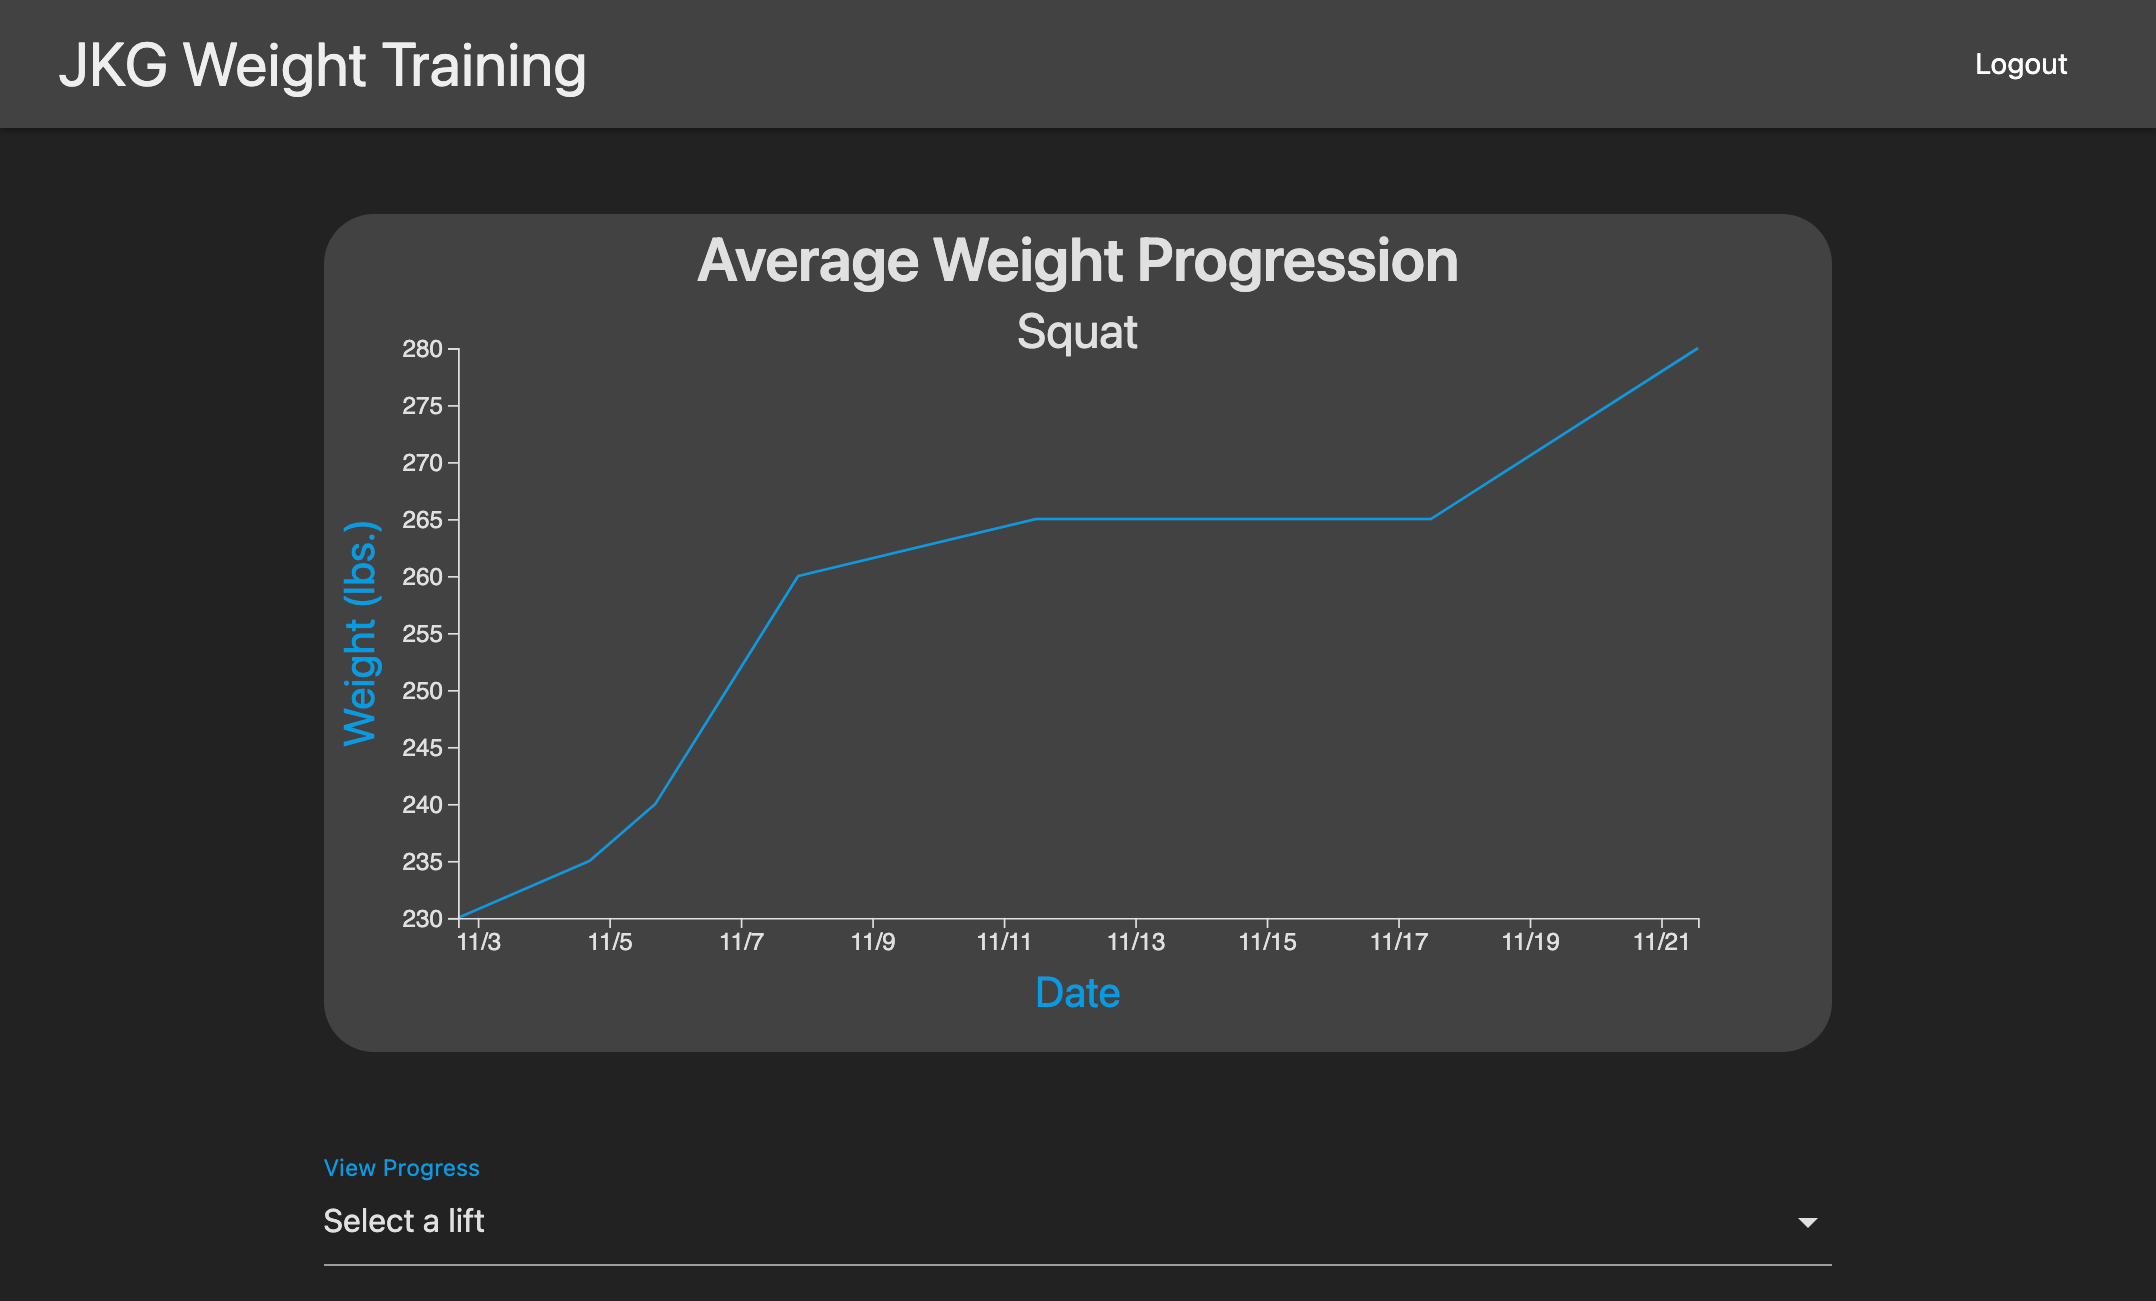 JKG Weight Training
Logout
Average Weight Progression
Squat
280
275
270
265
260
255
250
245
240
235
230
Weight (lbs.)
11/3 11/5 11/7 11/9 11/11 11/13 11/15 11/17 11/19 11/21
Date
View Progress
Select a lift